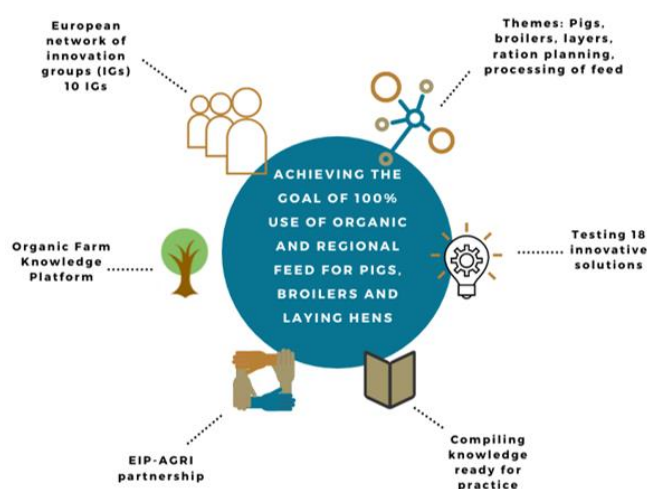 European
network of
innovation
groups (IGs)
10 IGs
Themes: Pigs,
broilers, layers,
ration planning,
processing of feed
ACHIEVING THE
GOAL OF 100%
USE OF ORGANIC
AND REGIONAL
FEED FOR PIGS,
BROILERS AND
LAYING HENS
Organic Farm
Knowledge
Platform
Testing 18
innovative
solutions
EIP-AGRI
partnership
Compiling
knowledge
ready for
practice